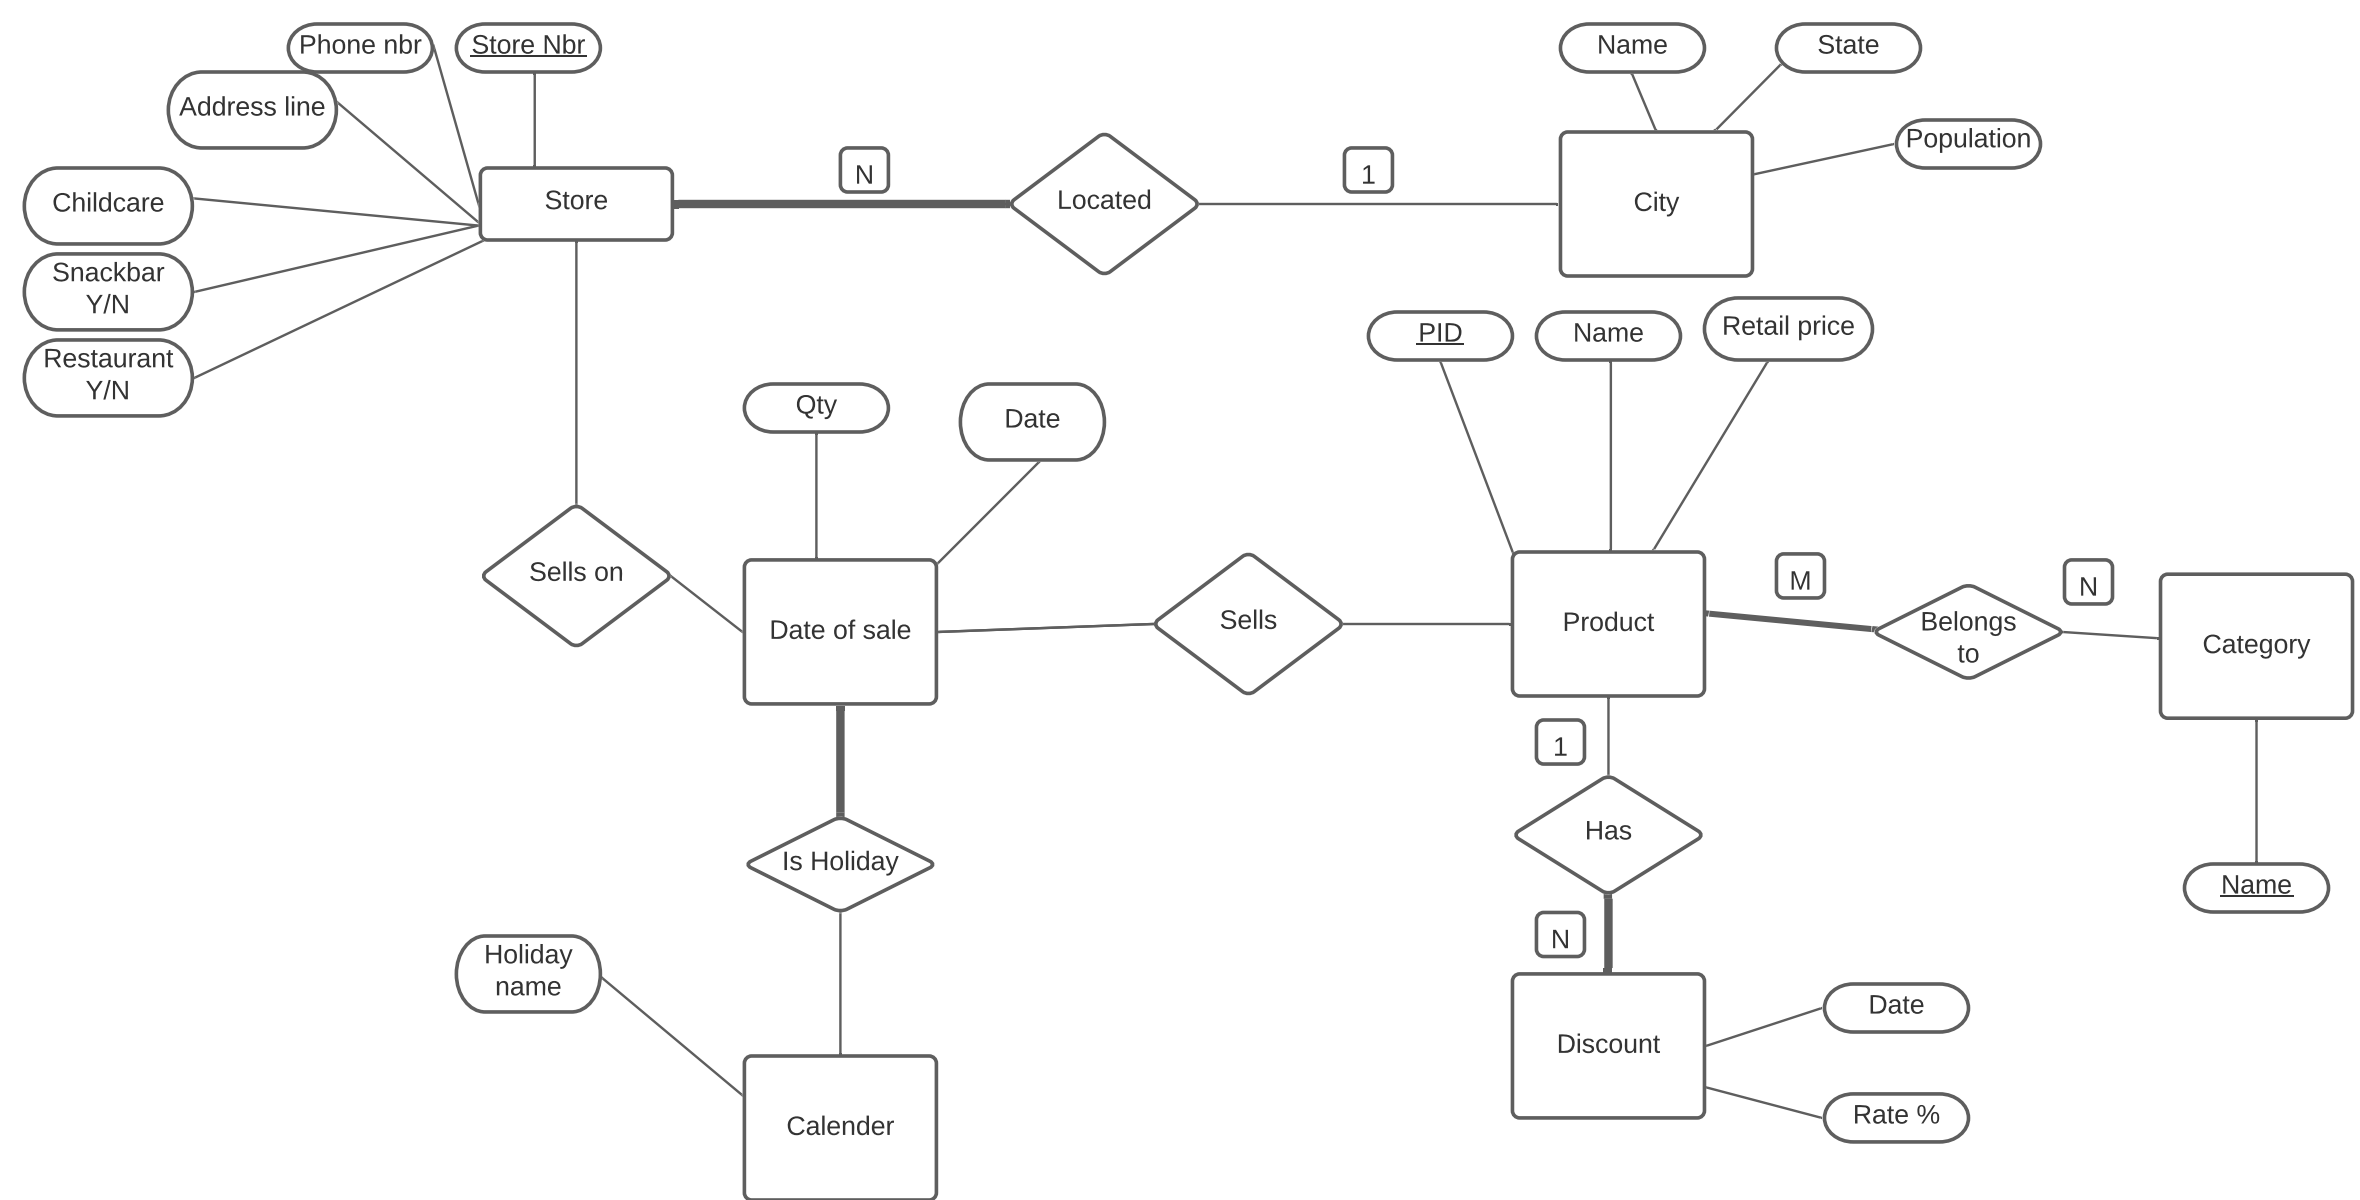 Phone nbr
Store Nbr
Name
State
Address line
Population
N
1
Childcare
Store
Located
City
Snackbar
Y/N
Restaurant
Y/N
PID
Name
Retail price
Qty
Date
Sells on
Date of sale
Sells
Product
M
Belongs
to
N
Category
1
Has
Is Holiday
Name
N
Holiday
name
Discount
Date
Rate %
Calender